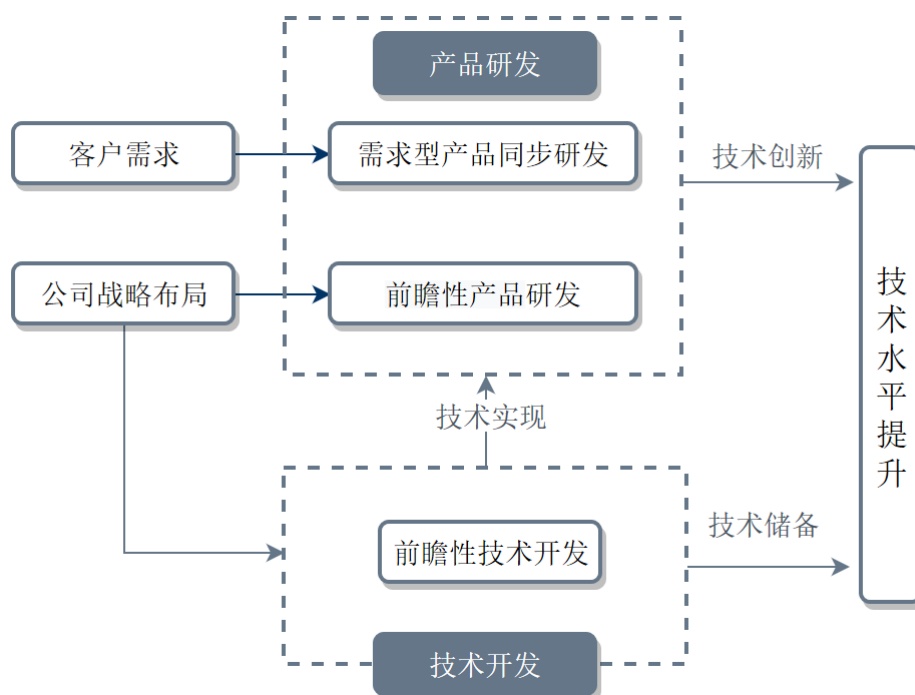 产品研发
客户需求
需求型产品同步研发
技术创新
公司战略布局
前瞻性产品研发
技术水平提升
技术实现
前瞻性技术开发
技术储备
技术开发